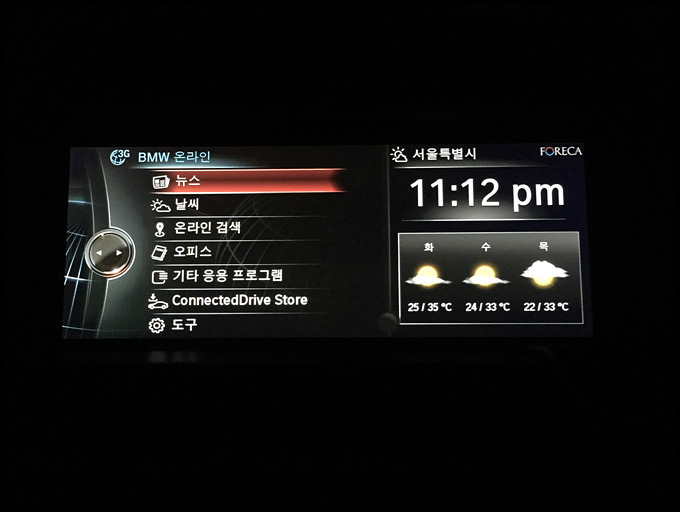 3G BMW 온라인
뉴스
날씨
온라인 검색
오피스
기타 응용 프로그램
ConnectedDrive Store
도구
서울특별시 FORECA
11:12 pm
화 수 목
25 / 35 °C 24 / 33 °C 22 / 33 °C